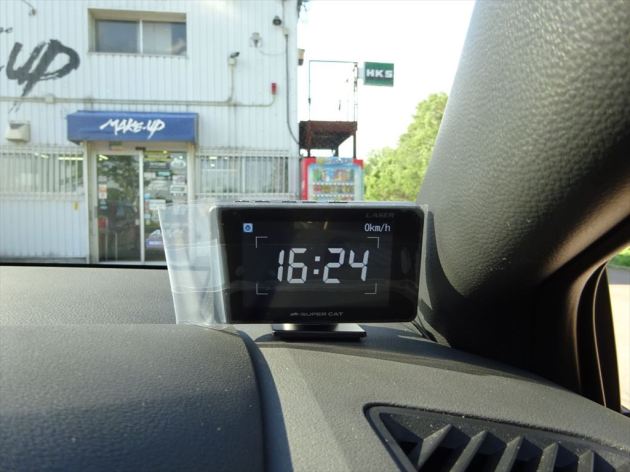 UP
HKS
MAKE-UP
LASER
0km/h
16:24
SUPER CAT